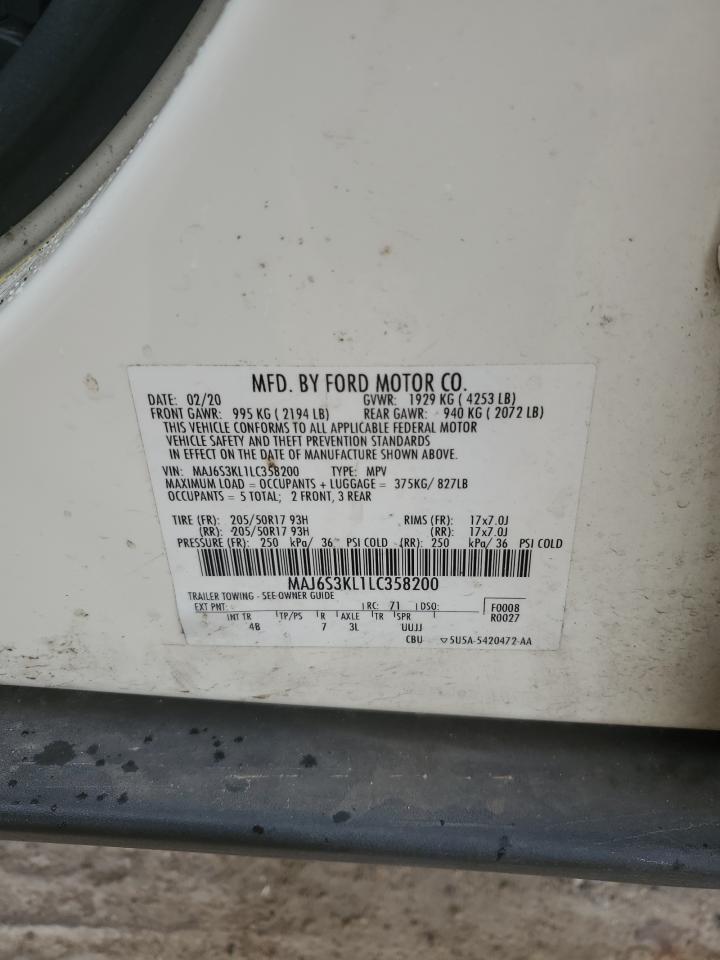 MFD. BY FORD MOTOR CO.
DATE: 02/20 GVWR: 1929 KG ( 4253 LB)
FRONT GAWR: 995 KG ( 2194 LB) REAR GAWR: 940 KG ( 2072 LB)
THIS VEHICLE CONFORMS TO ALL APPLICABLE FEDERAL MOTOR
VEHICLE SAFETY AND THEFT PREVENTION STANDARDS
IN EFFECT ON THE DATE OF MANUFACTURE SHOWN ABOVE.
VIN: MAJ6S3KL1LC358200 TYPE: MPV
MAXIMUM LOAD = OCCUPANTS + LUGGAGE = 375KG/ 827LB
OCCUPANTS = 5 TOTAL; 2 FRONT, 3 REAR
TIRE (FR): 205/50R17 93H RIMS (FR): 17x7.0J
(RR): 205/50R17 93H (RR): 17x7.0J
PRESSURE (FR): 250 kPa/ 36 PSI COLD (RR): 250 kPa/ 36 PSI COLD
MAJ6S3KL1LC358200
TRAILER TOWING - SEE OWNER GUIDE
EXT PNT: RC: 71 DSO: F0008
R0027
INT TR TP/PS R AXLE TR SPR
4B 7 3L UUJJ
CBU ▽5U5A-5420472-AA